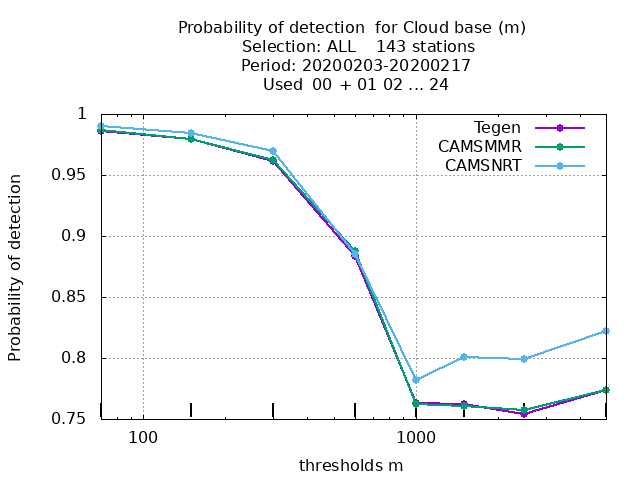 Probability of detection  for Cloud base (m)
Selection: ALL    143 stations
Period: 20200203-20200217
Used  00 + 01 02 ... 24
Tegen
CAMSMMR
CAMSNRT
1
0.95
0.9
0.85
0.8
0.75
Probability of detection
100
1000
thresholds m